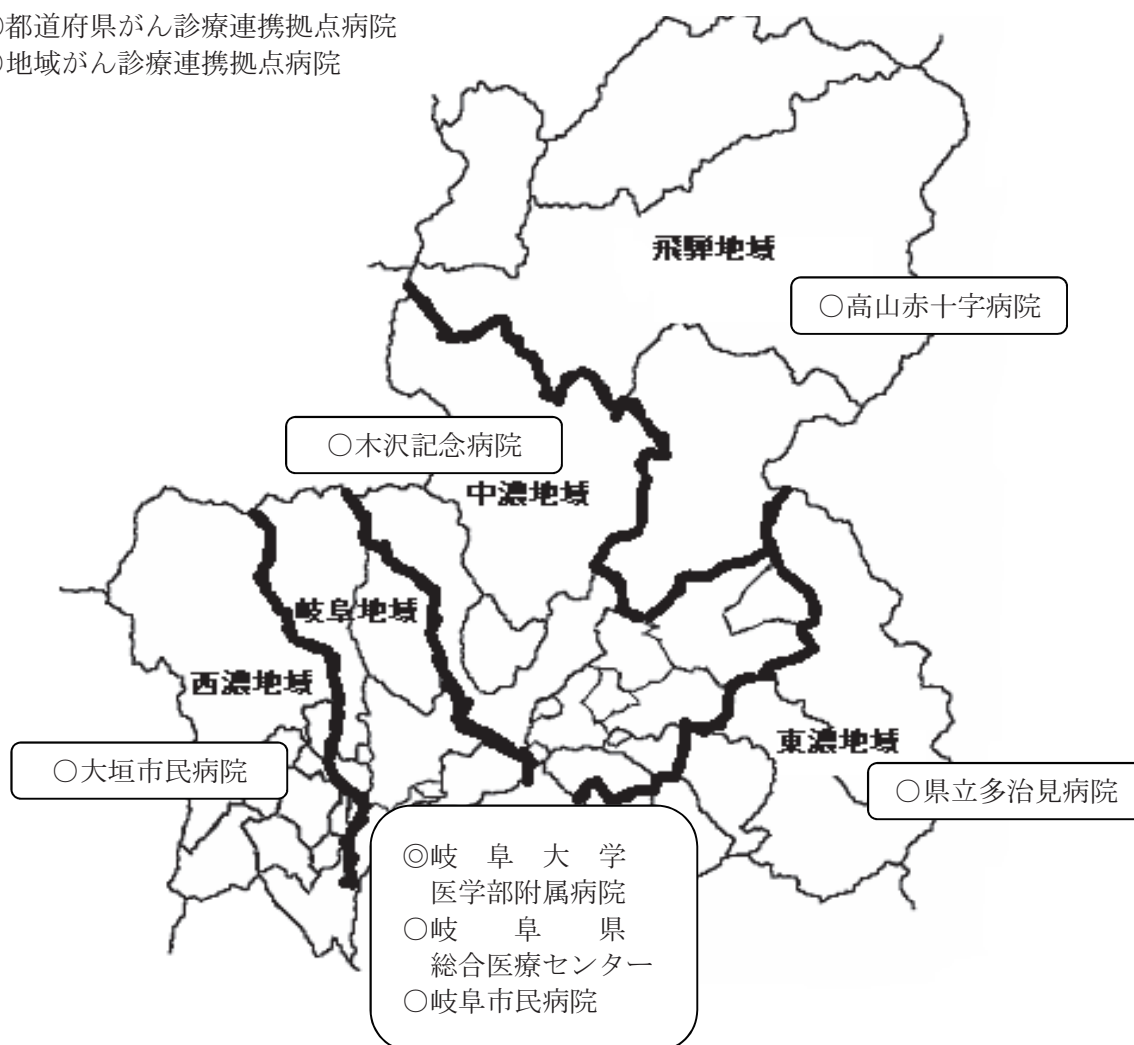 ◎都道府県がん診療連携拠点病院
○地域がん診療連携拠点病院
飛騨地域
○高山赤十字病院
○木沢記念病院
中濃地域
岐阜地域
西濃地域
東濃地域
○大垣市民病院
○県立多治見病院
◎岐阜大学
医学部附属病院
○岐阜県
総合医療センター
○岐阜市民病院